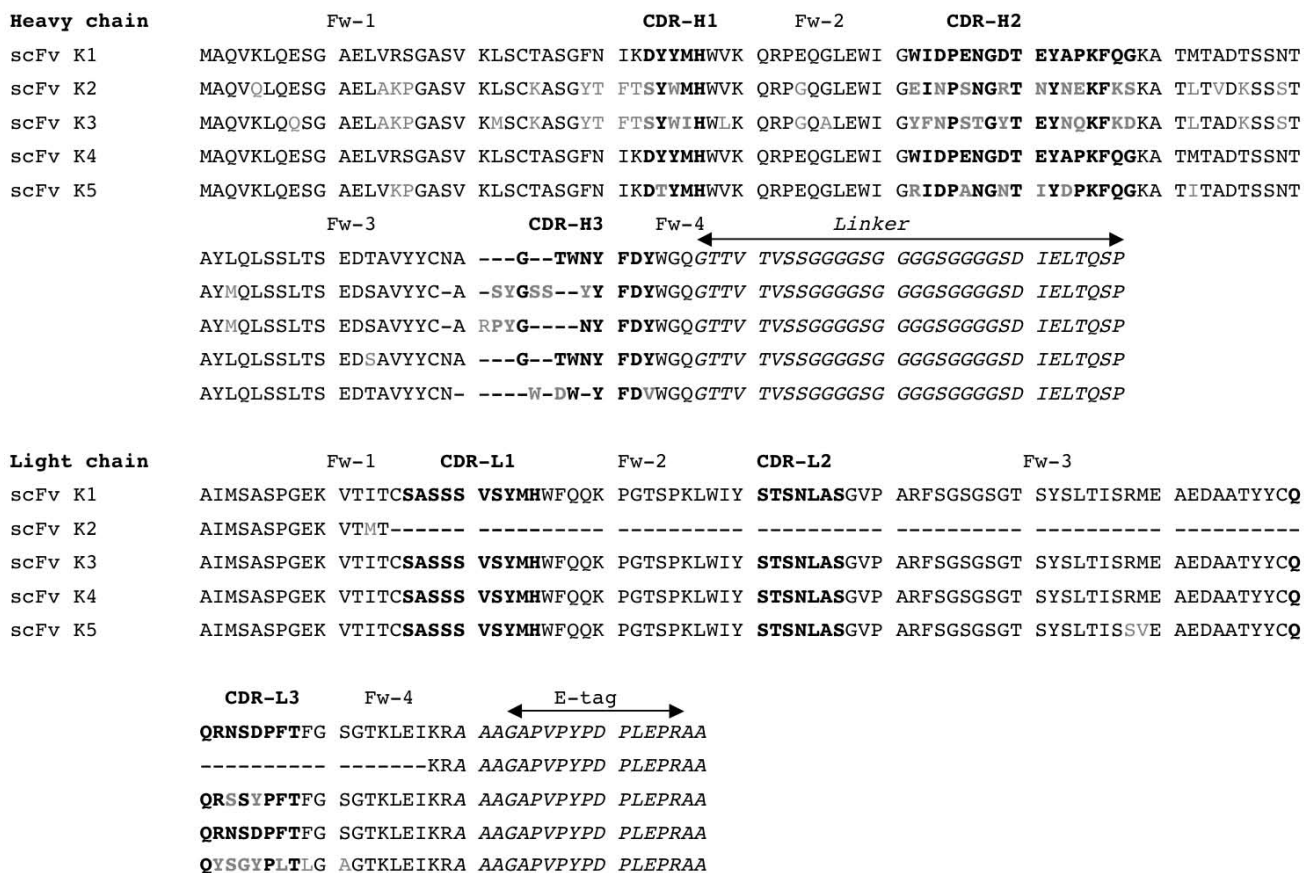 Heavy chain Fw-1 CDR-H1 Fw-2 CDR-H2
scFv K1 MAQVKLQESG AELVRSGASV KLSCTASGFN IKDYYMHWVK QRPEQGLEWI GWIDPENGDT EYAPKFQGKA TMTADTSSNT
scFv K2 MAQVQLQESG AELAKPGASV KLSCKASGYT FTSYWMHWVK QRPGQGLEWI GEINPSNGRT NYNEKFKSKA TLTVDKSSST
scFv K3 MAQVKLQQSG AELAKPGASV KMSCKASGYT FTSYWIHWLK QRPGQALEWI GYFNPSTGYT EYNQKFKDKA TLTADKSSST
scFv K4 MAQVKLQESG AELVRSGASV KLSCTASGFN IKDYYMHWVK QRPEQGLEWI GWIDPENGDT EYAPKFQGKA TMTADTSSNT
scFv K5 MAQVKLQESG AELVKPGASV KLSCTASGFN IKDTYMHWVK QRPEQGLEWI GRIDPANGNT IYDPKFQGKA TITADTSSNT
Fw-3 CDR-H3 Fw-4 Linker
AYLQLSSLTS EDTAVYYCNA ---G--TWNY FDYWGQGTTV TVSSGGGGSG GGGSGGGGSD IELTQSP
AYMQLSSLTS EDSAVYYC-A -SYGSS--YY FDYWGQGTTV TVSSGGGGSG GGGSGGGGSD IELTQSP
AYMQLSSLTS EDSAVYYC-A RPYG----NY FDYWGQGTTV TVSSGGGGSG GGGSGGGGSD IELTQSP
AYLQLSSLTS EDSAVYYCNA ---G--TWNY FDYWGQGTTV TVSSGGGGSG GGGSGGGGSD IELTQSP
AYLQLSSLTS EDTAVYYCN- ----W-DW-Y FDVWGQGTTV TVSSGGGGSG GGGSGGGGSD IELTQSP
Light chain Fw-1 CDR-L1 Fw-2 CDR-L2 Fw-3
scFv K1 AIMSASPGEK VTITCSASSS VSYMHWFQQK PGTSPKLWIY STSNLASGVP ARFSGSGSGT SYSLTISRME AEDAATYYCQ
scFv K2 AIMSASPGEK VTMT------ ---------- ---------- ---------- ---------- ---------- ----------
scFv K3 AIMSASPGEK VTITCSASSS VSYMHWFQQK PGTSPKLWIY STSNLASGVP ARFSGSGSGT SYSLTISRME AEDAATYYCQ
scFv K4 AIMSASPGEK VTITCSASSS VSYMHWFQQK PGTSPKLWIY STSNLASGVP ARFSGSGSGT SYSLTISRME AEDAATYYCQ
scFv K5 AIMSASPGEK VTITCSASSS VSYMHWFQQK PGTSPKLWIY STSNLASGVP ARFSGSGSGT SYSLTISSVE AEDAATYYCQ
CDR-L3 Fw-4 E-tag
QRNSDPFTFG SGTKLEIKRA AAGAPVPYPD PLEPRAA
---------- -------KRA AAGAPVPYPD PLEPRAA
QRSSYPFTFG SGTKLEIKRA AAGAPVPYPD PLEPRAA
QRNSDPFTFG SGTKLEIKRA AAGAPVPYPD PLEPRAA
QYSGYPLTLG AGTKLEIKRA AAGAPVPYPD PLEPRAA